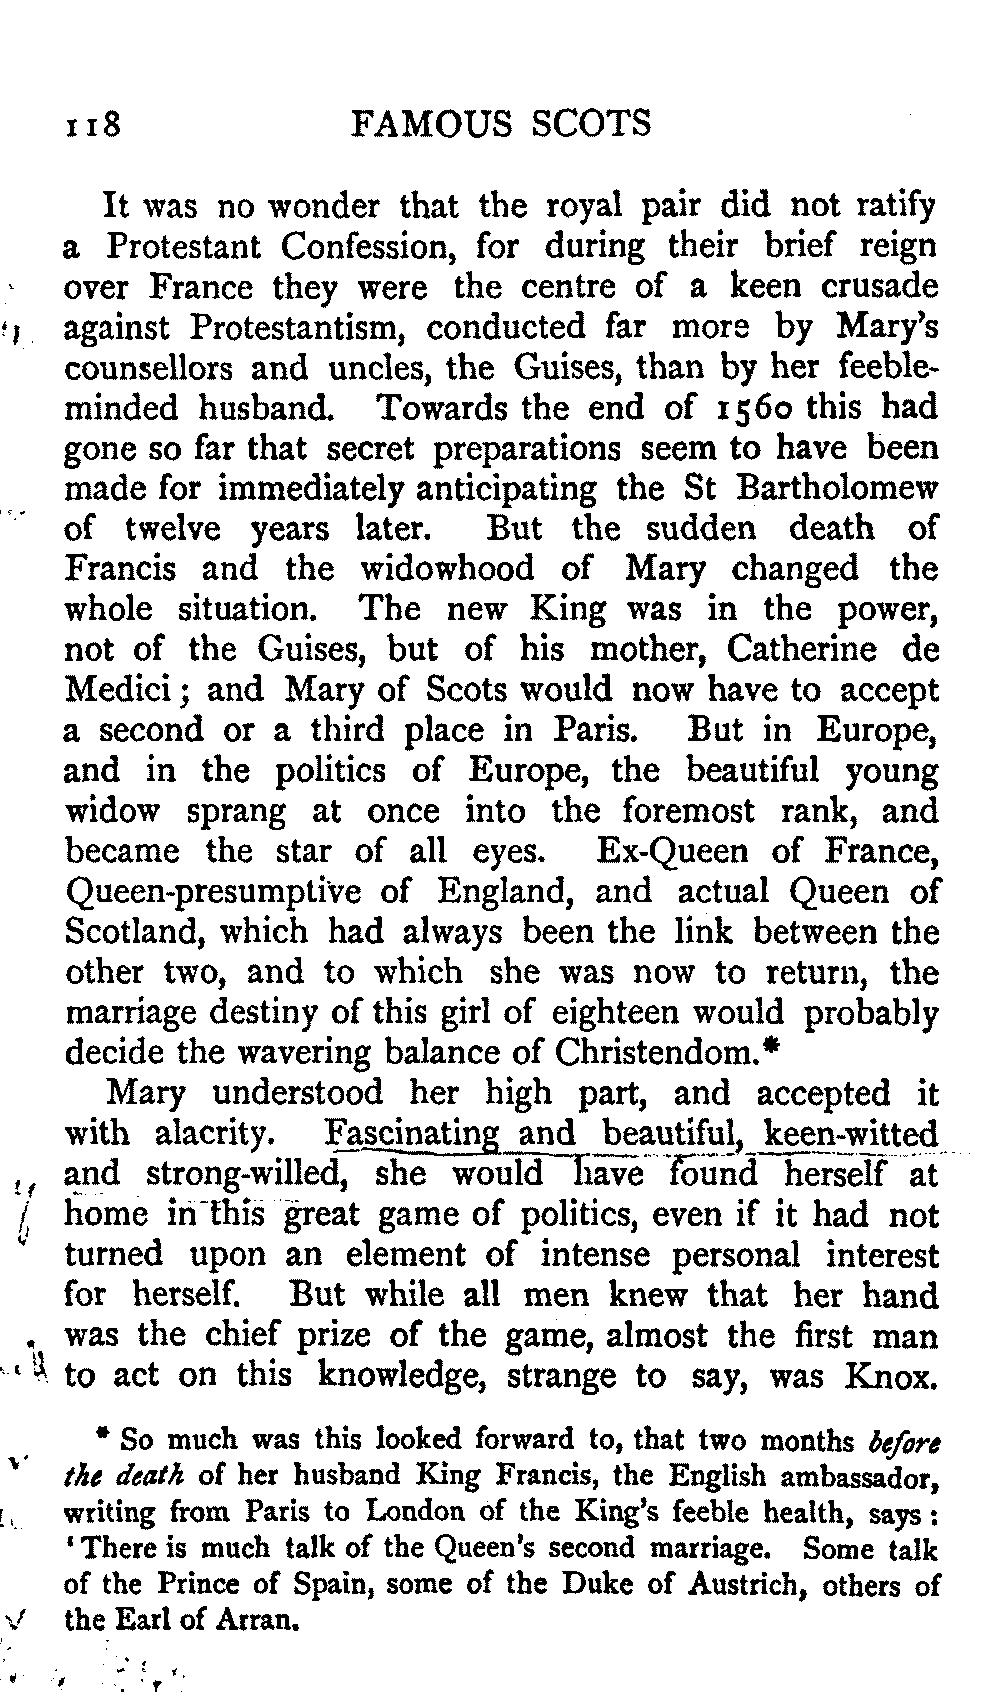 118 FAMOUS SCOTS
It was no wonder that the royal pair did not ratify
a Protestant Confession, for during their brief reign
over France they were the centre of a keen crusade
against Protestantism, conducted far more by Mary's
counsellors and uncles, the Guises, than by her feeble-
minded husband. Towards the end of 1560 this had
gone so far that secret preparations seem to have been
made for immediately anticipating the St Bartholomew
of twelve years later. But the sudden death of
Francis and the widowhood of Mary changed the
whole situation. The new King was in the power,
not of the Guises, but of his mother, Catherine de
Medici; and Mary of Scots would now have to accept
a second or a third place in Paris. But in Europe,
and in the politics of Europe, the beautiful young
widow sprang at once into the foremost rank, and
became the star of all eyes. Ex-Queen of France,
Queen-presumptive of England, and actual Queen of
Scotland, which had always been the link between the
other two, and to which she was now to return, the
marriage destiny of this girl of eighteen would probably
decide the wavering balance of Christendom.*
Mary understood her high part, and accepted it
with alacrity. Fascinating and beautiful, keen-witted
and strong-willed, she would have found herself at
home in this great game of politics, even if it had not
turned upon an element of intense personal interest
for herself. But while all men knew that her hand
was the chief prize of the game, almost the first man
to act on this knowledge, strange to say, was Knox.
* So much was this looked forward to, that two months before
the death of her husband King Francis, the English ambassador,
writing from Paris to London of the King's feeble health, says:
'There is much talk of the Queen's second marriage. Some talk
of the Prince of Spain, some of the Duke of Austrich, others of
the Earl of Arran.